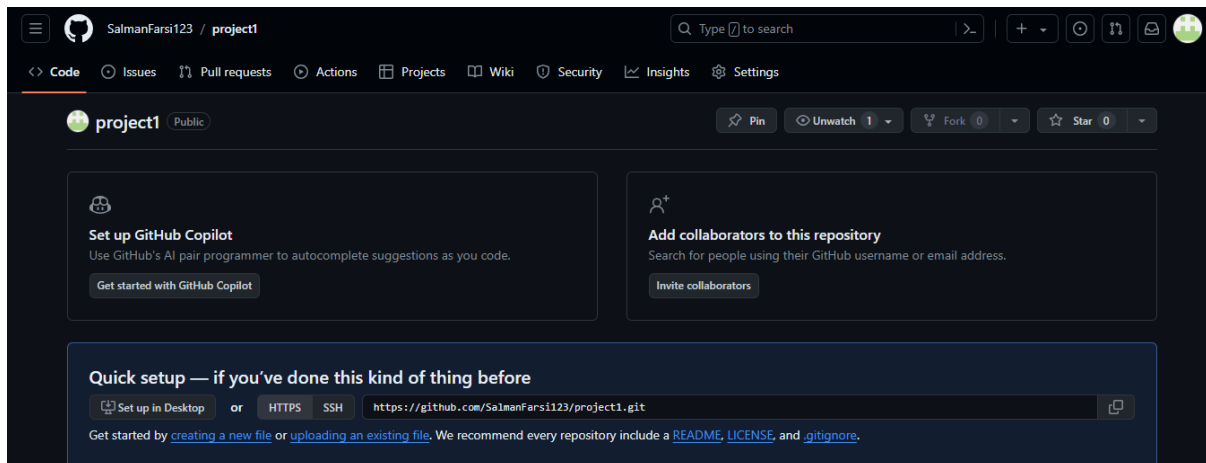 SalmanFarsi123 / project1
Type / to search
Code Issues Pull requests Actions Projects Wiki Security Insights Settings
project1 Public
Pin Unwatch 1 Fork 0 Star 0
Set up GitHub Copilot
Use GitHub's AI pair programmer to autocomplete suggestions as you code.
Get started with GitHub Copilot
Add collaborators to this repository
Search for people using their GitHub username or email address.
Invite collaborators
Quick setup — if you've done this kind of thing before
Set up in Desktop or HTTPS SSH https://github.com/SalmanFarsi123/project1.git
Get started by creating a new file or uploading an existing file. We recommend every repository include a README, LICENSE, and .gitignore.